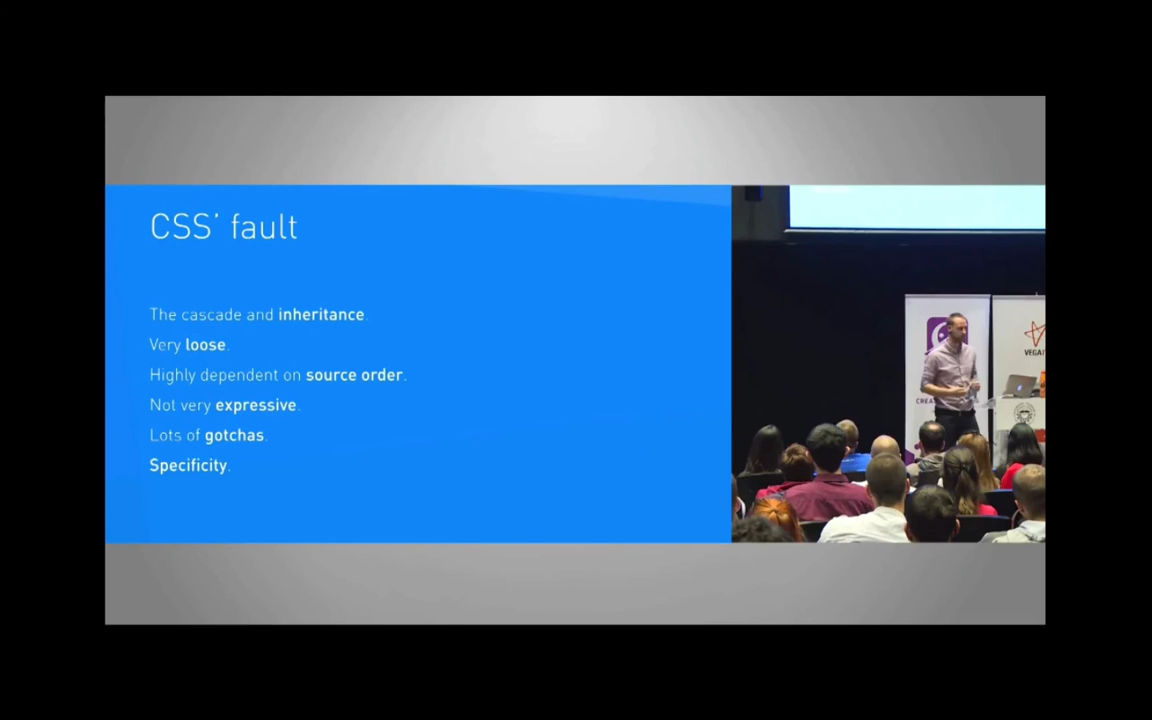 CSS’ fault
The cascade and inheritance.
Very loose.
Highly dependent on source order.
Not very expressive.
Lots of gotchas.
Specificity.